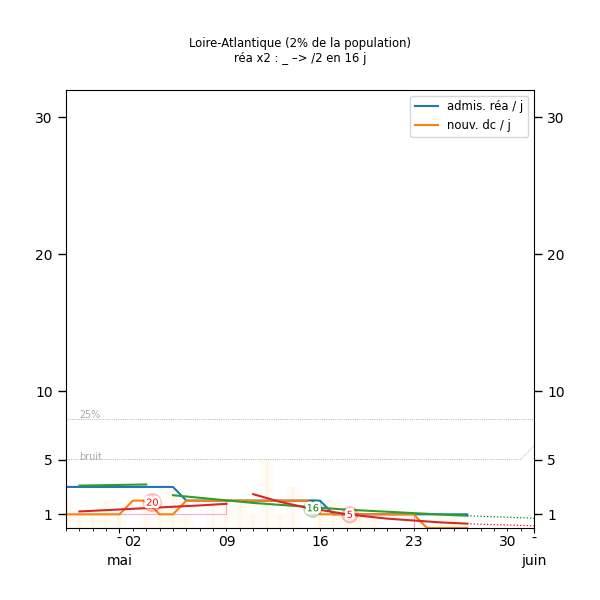 Loire-Atlantique (2% de la population)
réa x2 : _ –> /2 en 16 j
admis. réa / j
nouv. dc / j
30 30
20 20
10 10
25%
5 bruit 5
1 20 16 5 1
02 09 16 23 30
mai juin